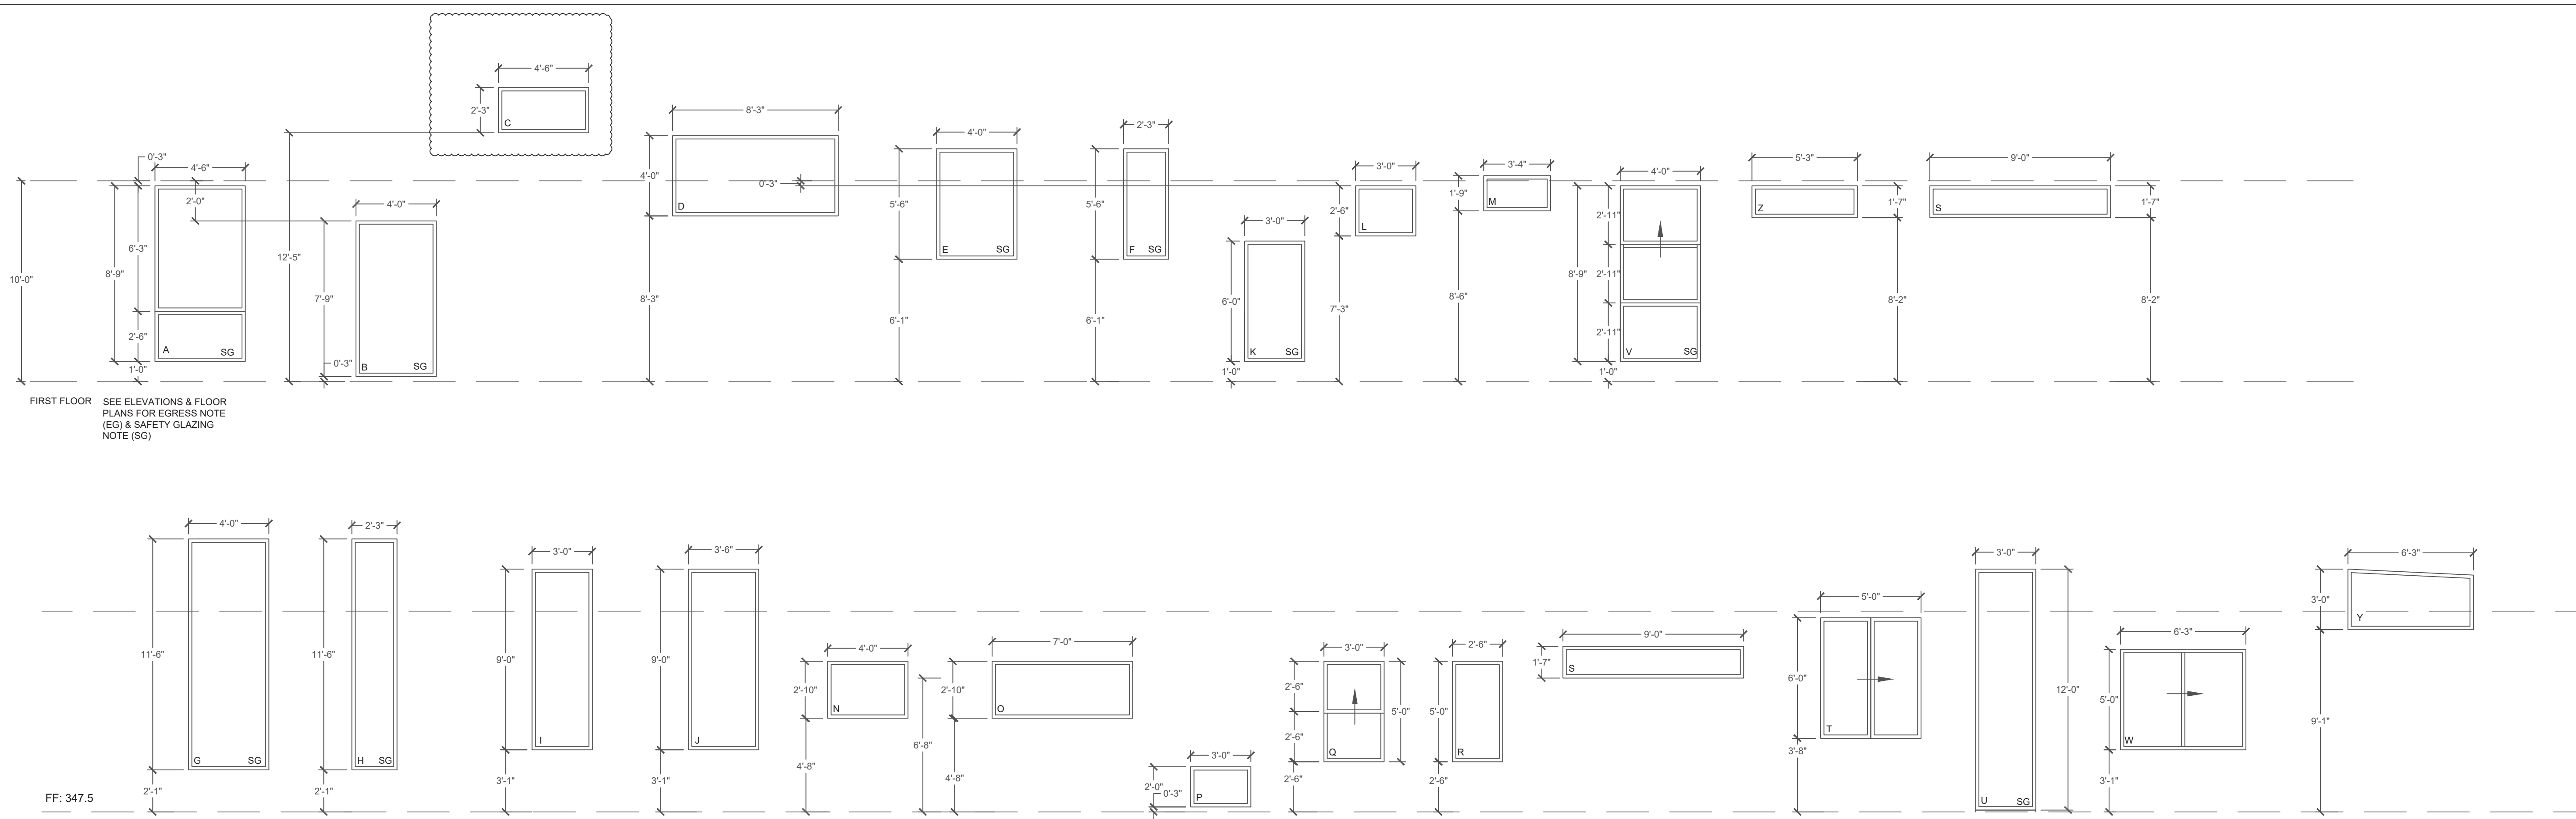 4'-6"
2'-3"
C
0'-3"
4'-6"
2'-0"
10'-0"
8'-9"
6'-3"
2'-6"
1'-0"
A SG
12'-5"
4'-0"
7'-9"
0'-3"
B SG
8'-3"
4'-0"
8'-3"
D
0'-3"
4'-0"
5'-6"
6'-1"
E SG
2'-3"
5'-6"
6'-1"
F SG
3'-0"
6'-0"
1'-0"
K SG
3'-0"
2'-6"
7'-3"
L
3'-4"
1'-9"
8'-6"
M
4'-0"
8'-9"
2'-11"
2'-11"
2'-11"
1'-0"
V SG
5'-3"
Z
1'-7"
8'-2"
9'-0"
S
1'-7"
8'-2"
FIRST FLOOR
SEE ELEVATIONS & FLOOR
PLANS FOR EGRESS NOTE
(EG) & SAFETY GLAZING
NOTE (SG)
4'-0"
11'-6"
2'-1"
G SG
2'-3"
11'-6"
2'-1"
H SG
3'-0"
9'-0"
3'-1"
I
3'-6"
9'-0"
3'-1"
J
4'-0"
2'-10"
4'-8"
N
6'-8"
7'-0"
2'-10"
4'-8"
O
3'-0"
2'-0"
0'-3"
P
3'-0"
2'-6"
2'-6"
2'-6"
5'-0"
Q
2'-6"
5'-0"
2'-6"
R
9'-0"
1'-7"
S
5'-0"
6'-0"
3'-8"
T
3'-0"
12'-0"
U SG
6'-3"
5'-0"
3'-1"
W
6'-3"
3'-0"
9'-1"
Y
FF: 347.5